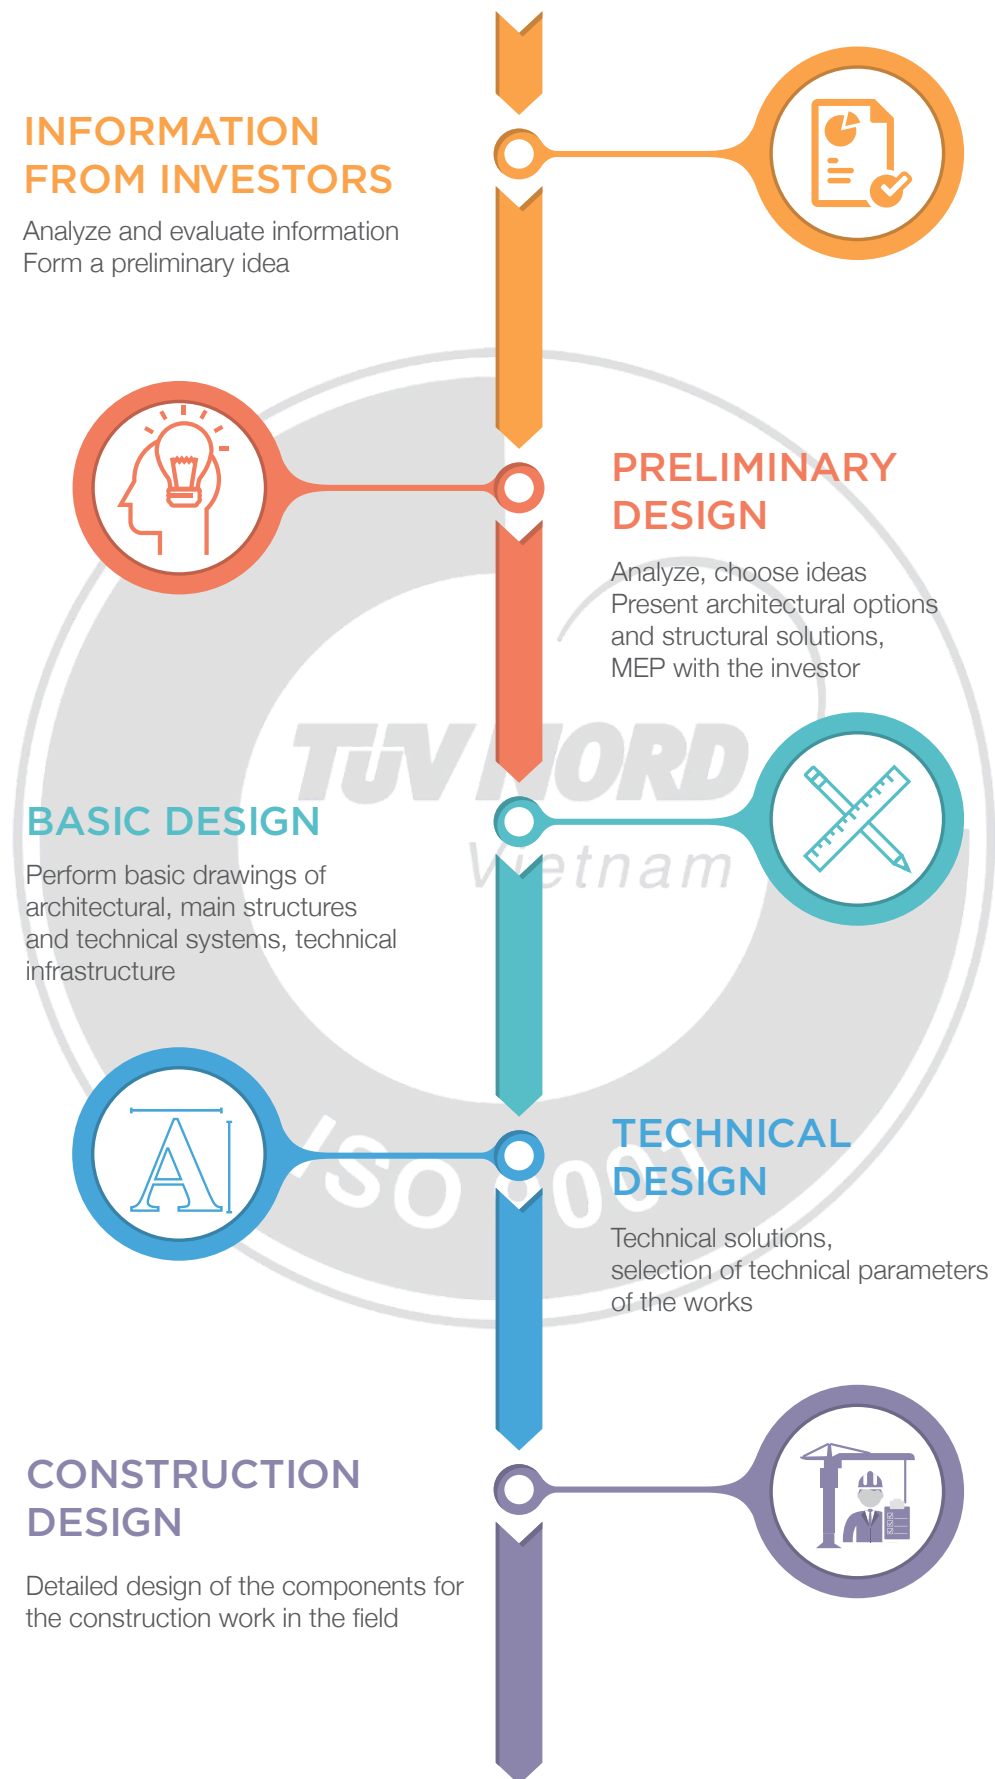 INFORMATION
FROM INVESTORS
Analyze and evaluate information
Form a preliminary idea
PRELIMINARY
DESIGN
Analyze, choose ideas
Present architectural options
and structural solutions,
MEP with the investor
TÜV NORD
Vietnam
BASIC DESIGN
Perform basic drawings of
architectural, main structures
and technical systems, technical
infrastructure
A
ISO 9001
TECHNICAL
DESIGN
Technical solutions,
selection of technical parameters
of the works
CONSTRUCTION
DESIGN
Detailed design of the components for
the construction work in the field